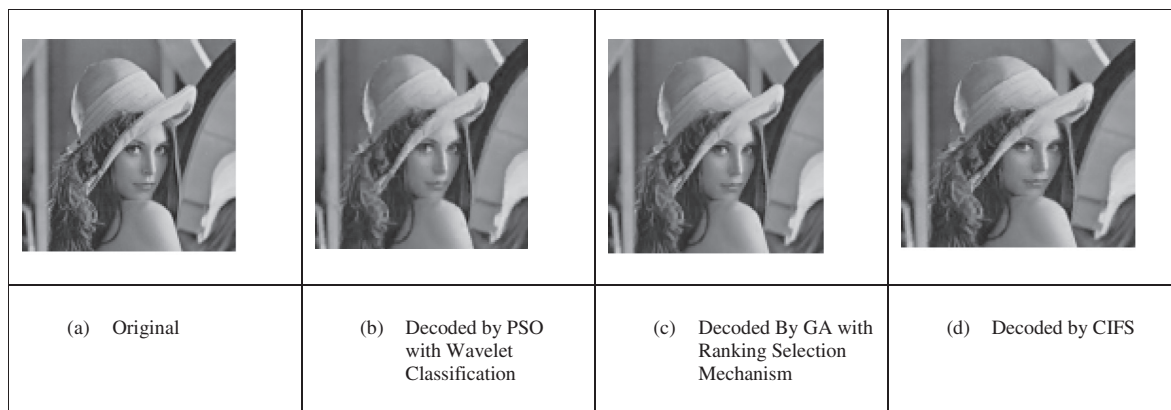 (a) Original
(b) Decoded by PSO
with Wavelet
Classification
(c) Decoded By GA with
Ranking Selection
Mechanism
(d) Decoded by CIFS